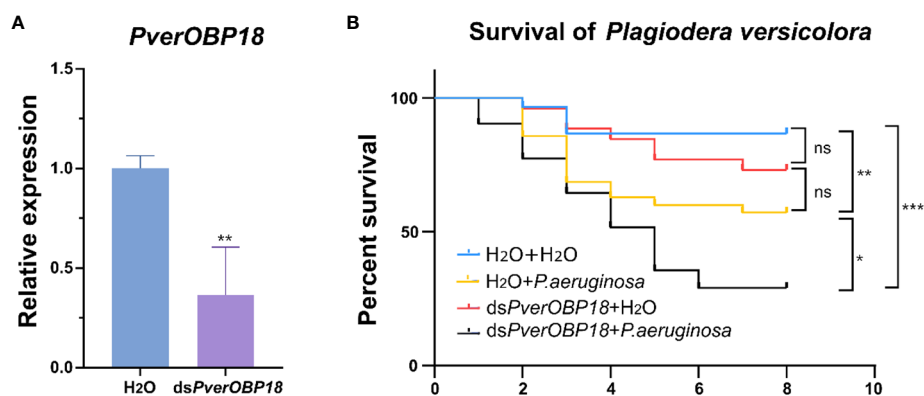 A
PverOBP18
Relative expression
1.5
1.0
0.5
0.0
**
H2O
dsPverOBP18
B
Survival of Plagiodera versicolora
Percent survival
100
50
0
H2O+H2O
H2O+P.aeruginosa
dsPverOBP18+H2O
dsPverOBP18+P.aeruginosa
ns
ns
**
*
***
0
2
4
6
8
10